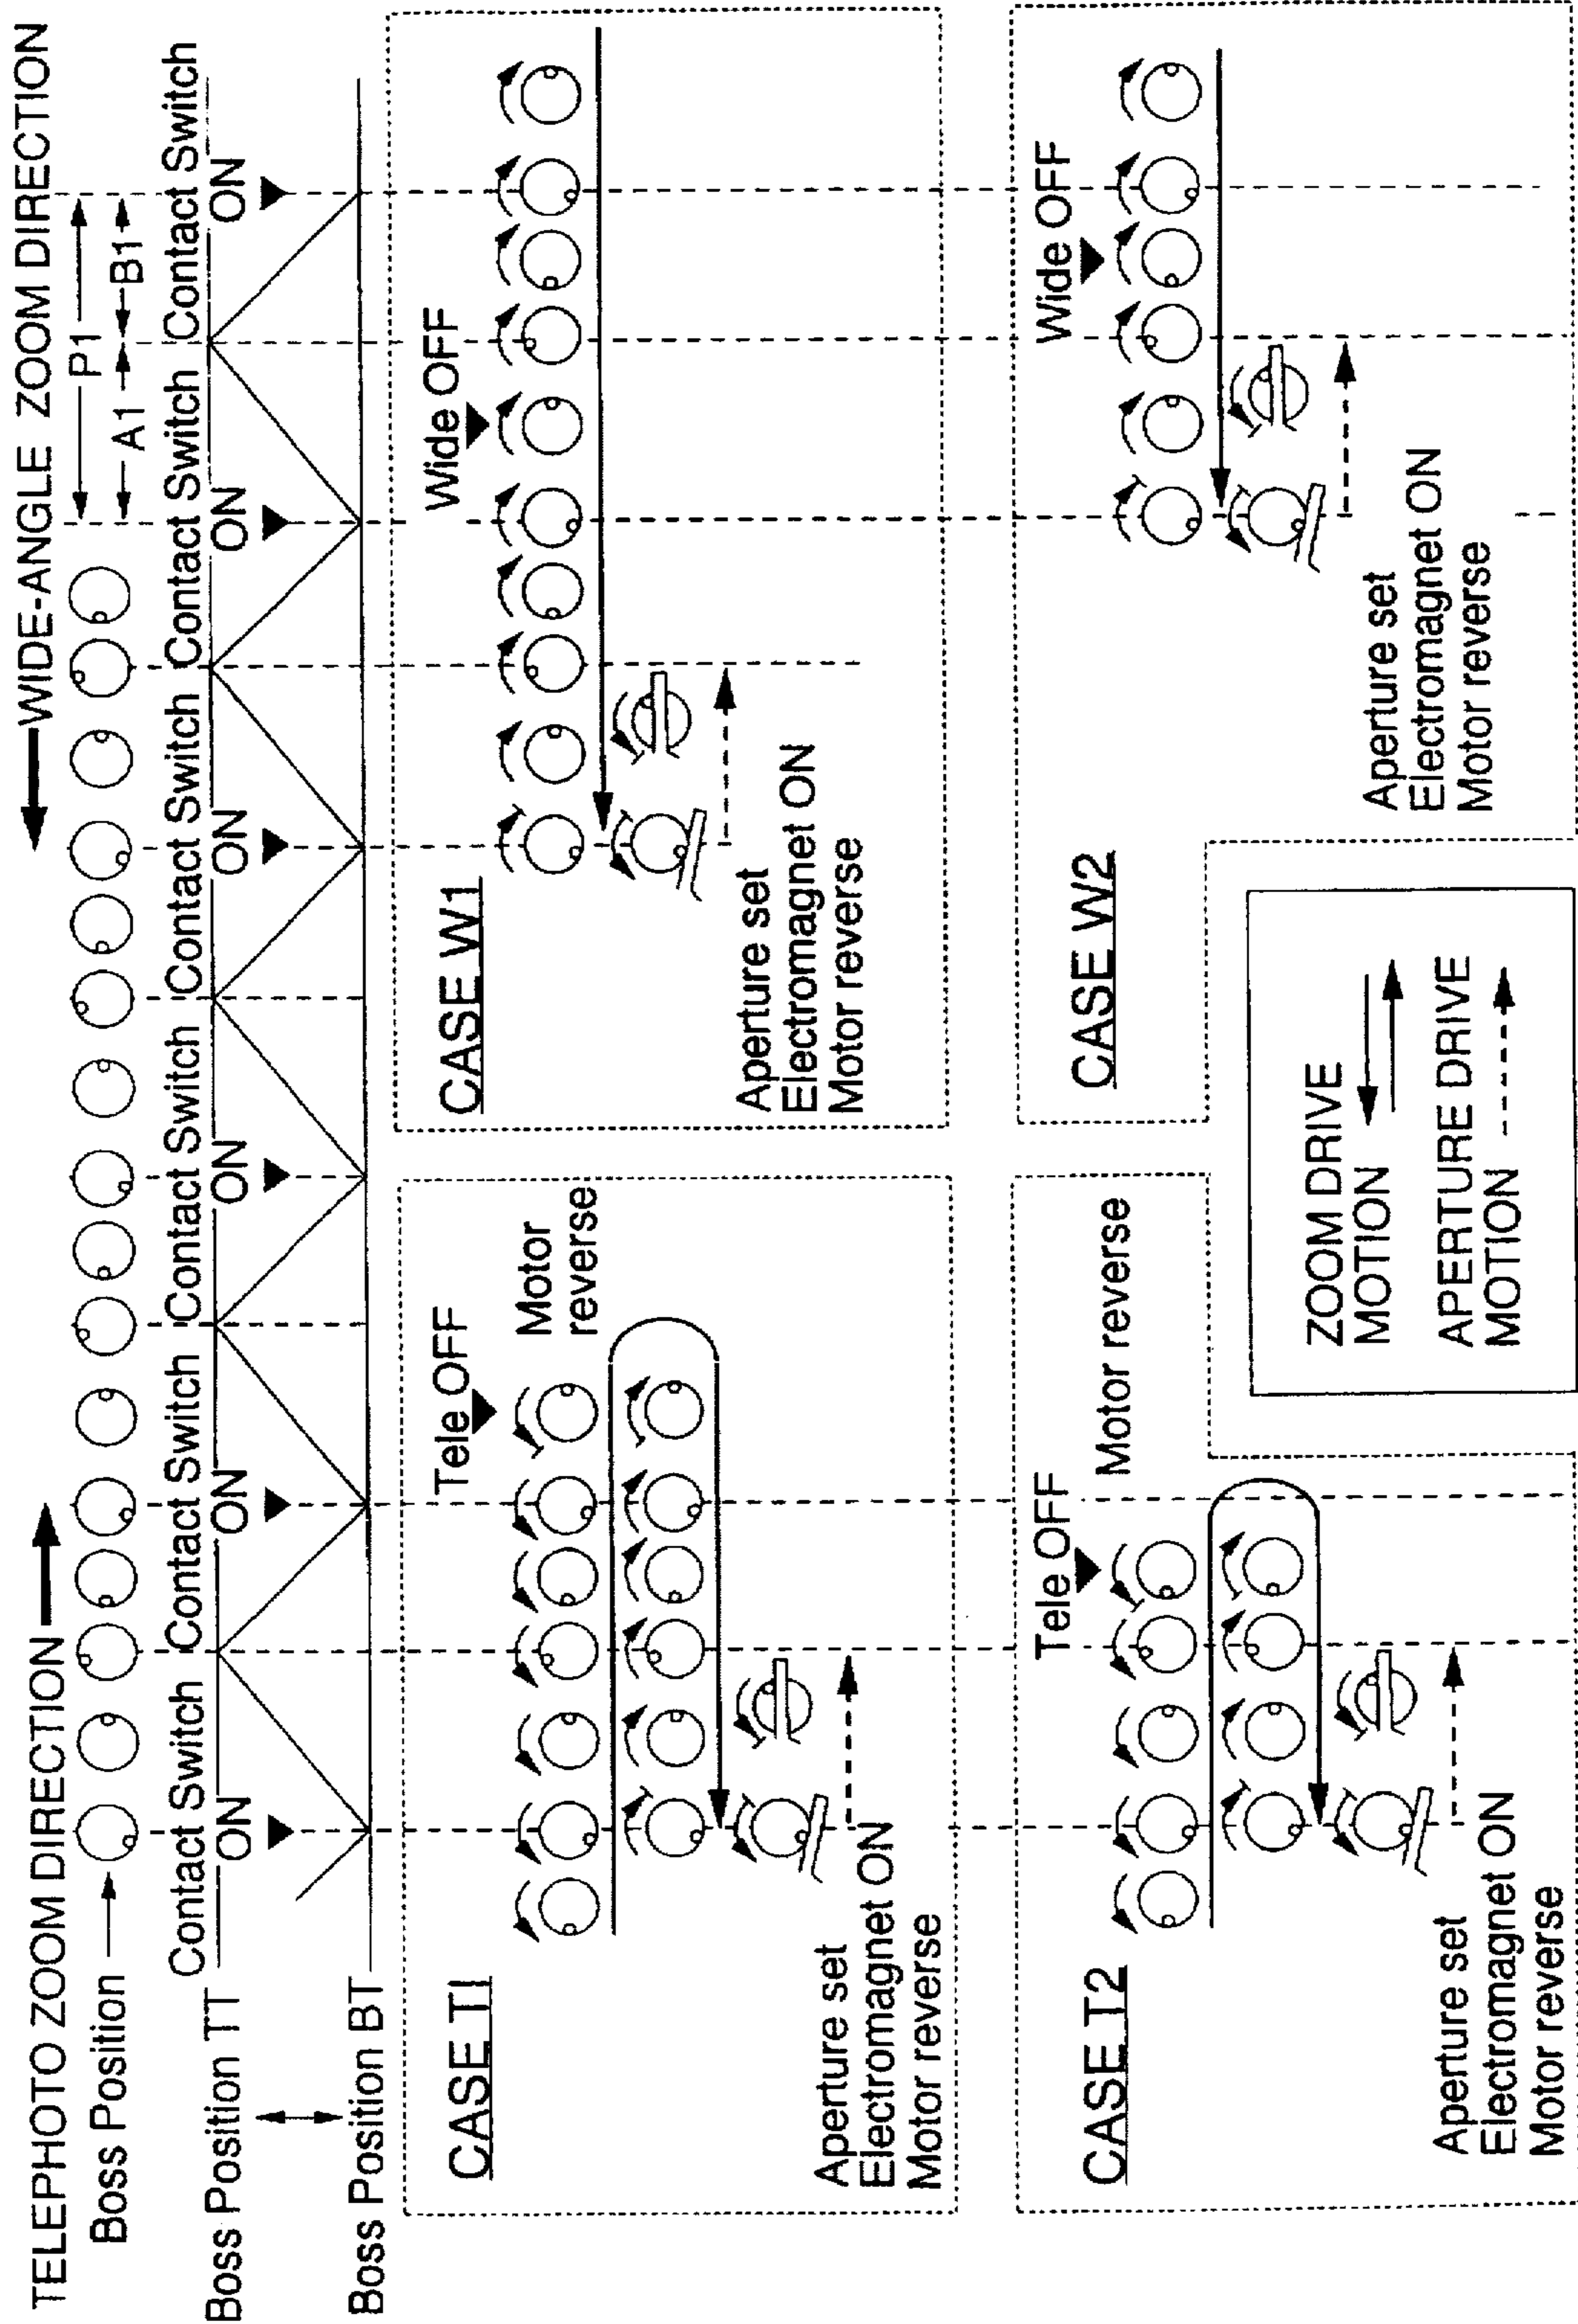 TELEPHOTO ZOOM DIRECTION
WIDE-ANGLE ZOOM DIRECTION
Boss Position
P1
A1
B1
Contact Switch Contact Switch Contact Switch Contact Switch Contact Switch Contact Switch Contact Switch Contact Switch Contact Switch Contact Switch
Boss Position TT
ON
ON
ON
ON
ON
ON
Boss Position BT
CASE T1
Tele OFF
Motor
reverse
Aperture set
Electromagnet ON
Motor reverse
CASE W1
Wide OFF
Aperture set
Electromagnet ON
Motor reverse
CASE T2
Tele OFF
Motor reverse
Aperture set
Electromagnet ON
Motor reverse
CASE W2
Wide OFF
Aperture set
Electromagnet ON
Motor reverse
ZOOM DRIVE
MOTION
APERTURE DRIVE
MOTION